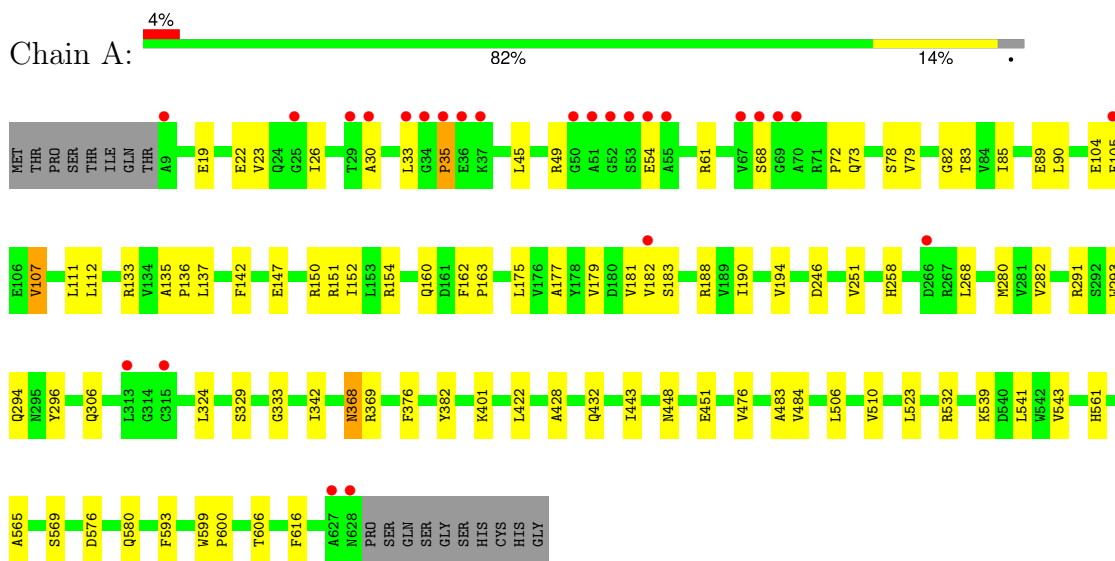 4%
Chain A:
82% 14% •
MET THR PRO SER THR ILE GLN THR A9 E19 E22 V23 Q24 G25 I26 T29 A30 L33 G34 P35 E36 K37 L45 R49 G50 A51 G52 S53 E54 A55 R61 V67 S68 G69 A70 R71 P72 Q73 S78 V79 G82 T83 V84 I85 E89 L90 E104
E106 V107 L111 L112 R133 V134 A135 P136 L137 F142 E147 R150 R151 I152 L153 R154 Q160 D161 F162 P163 L175 V176 A177 Y178 V179 D180 V181 V182 S183 R188 V189 I190 V194 D246 V251 H258 D266 R267 L268 M280 V281 V282 R291 S292 W293
Q294 N295 Y296 Q306 L313 G314 C315 L324 S329 G333 I342 N368 R369 F376 Y382 K401 L422 A428 Q432 I443 N448 E451 V476 A483 V484 L506 V510 L523 R532 K539 D540 L541 W542 V543 H561
A565 S569 D576 Q580 F593 W599 P600 T606 F616 A627 N628 PRO SER GLN SER GLY SER HIS CYS HIS GLY